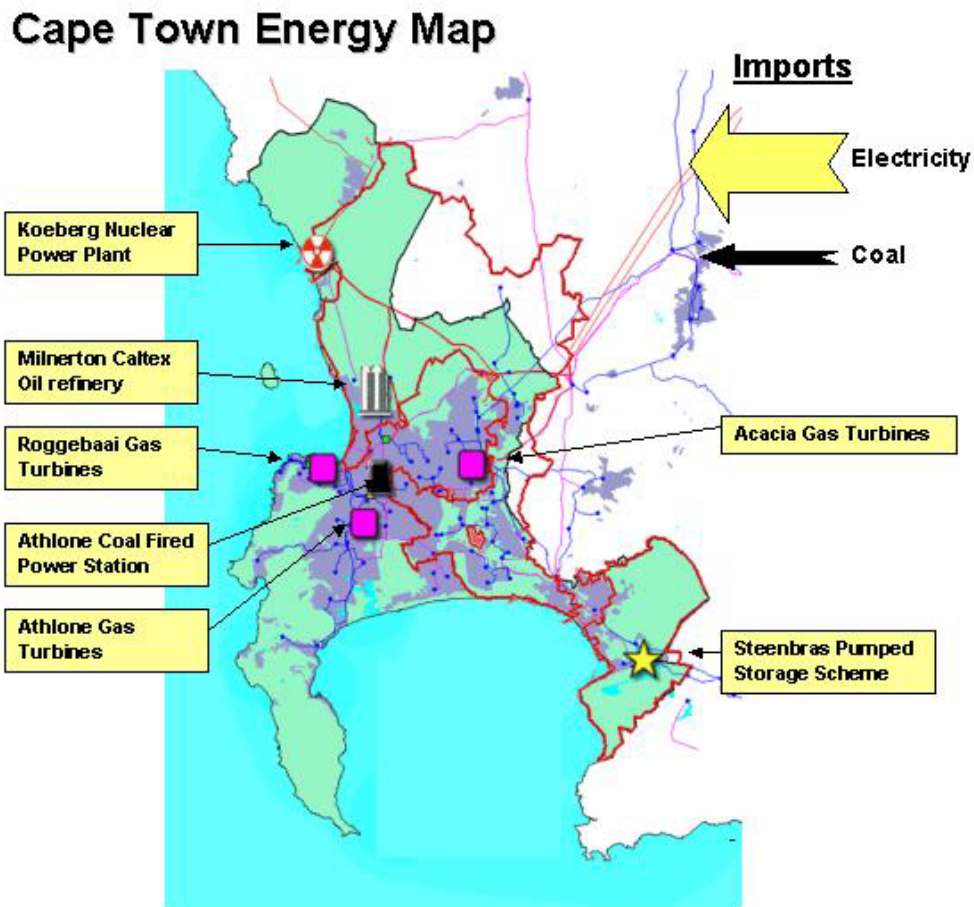 Cape Town Energy Map
Imports
Electricity
Coal
Koeberg Nuclear
Power Plant
Milnerton Caltex
Oil refinery
Roggebaai Gas
Turbines
Acacia Gas Turbines
Athlone Coal Fired
Power Station
Athlone Gas
Turbines
Steenbras Pumped
Storage Scheme